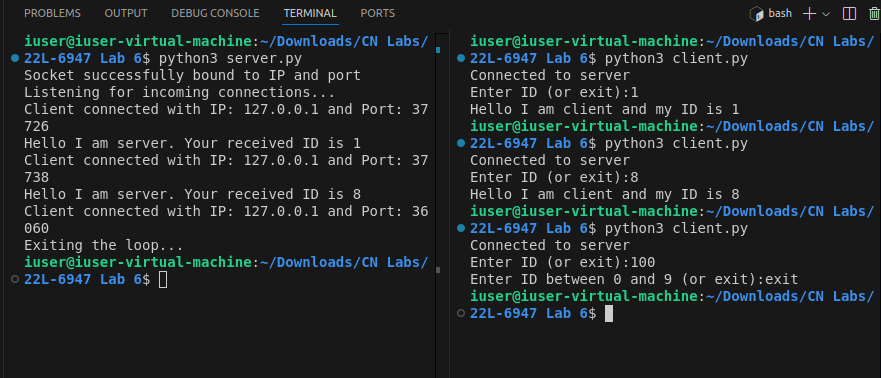 PROBLEMS OUTPUT DEBUG CONSOLE TERMINAL PORTS bash
iuser@iuser-virtual-machine:~/Downloads/CN Labs/
22L-6947 Lab 6$ python3 server.py
Socket successfully bound to IP and port
Listening for incoming connections...
Client connected with IP: 127.0.0.1 and Port: 37
726
Hello I am server. Your received ID is 1
Client connected with IP: 127.0.0.1 and Port: 37
738
Hello I am server. Your received ID is 8
Client connected with IP: 127.0.0.1 and Port: 36
060
Exiting the loop...
iuser@iuser-virtual-machine:~/Downloads/CN Labs/
22L-6947 Lab 6$
iuser@iuser-virtual-machine:~/Downloads/CN Labs/
22L-6947 Lab 6$ python3 client.py
Connected to server
Enter ID (or exit):1
Hello I am client and my ID is 1
iuser@iuser-virtual-machine:~/Downloads/CN Labs/
22L-6947 Lab 6$ python3 client.py
Connected to server
Enter ID (or exit):8
Hello I am client and my ID is 8
iuser@iuser-virtual-machine:~/Downloads/CN Labs/
22L-6947 Lab 6$ python3 client.py
Connected to server
Enter ID (or exit):100
Enter ID between 0 and 9 (or exit):exit
iuser@iuser-virtual-machine:~/Downloads/CN Labs/
22L-6947 Lab 6$